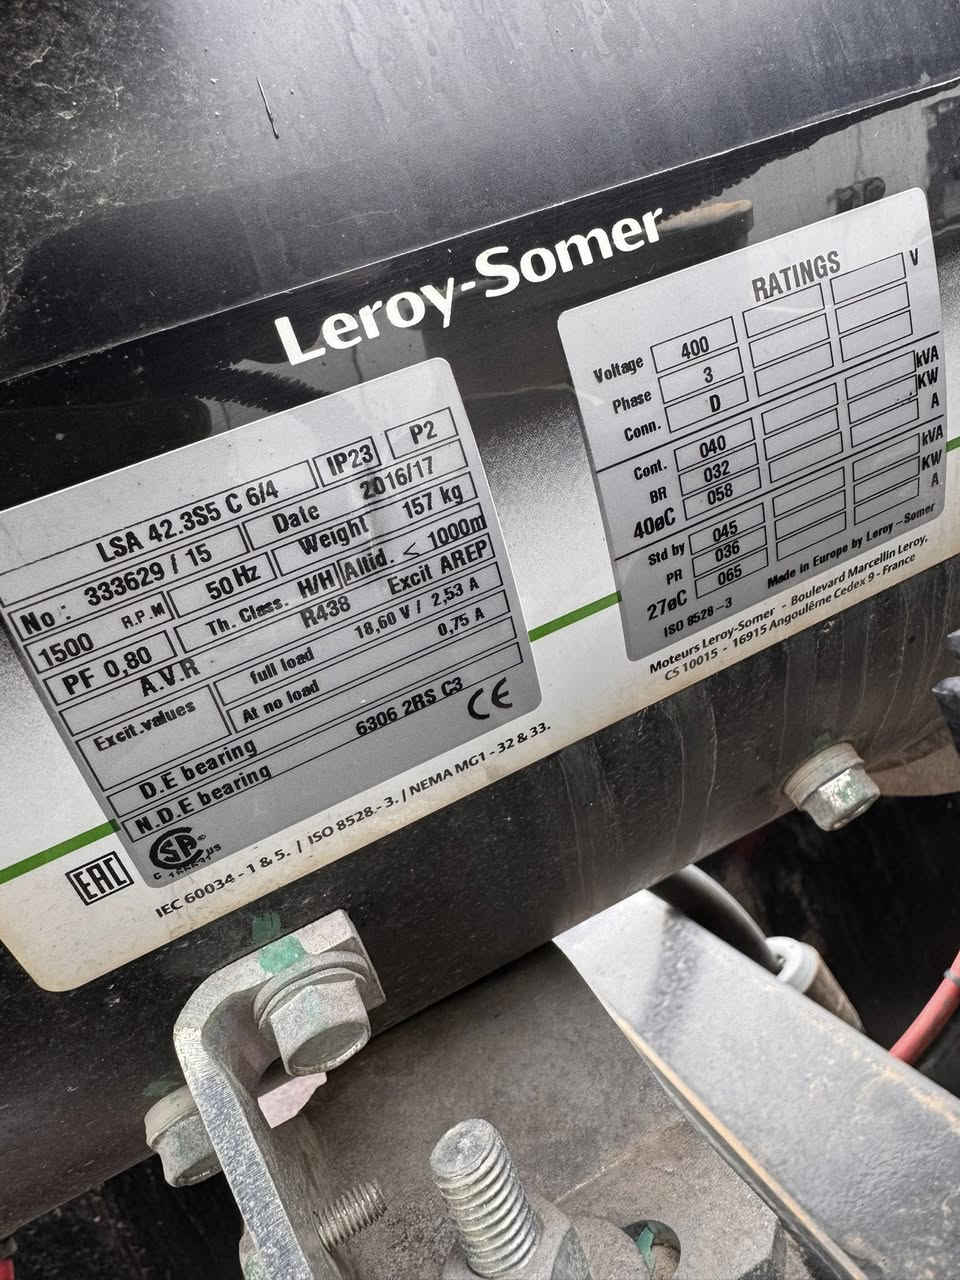 Leroy-Somer
LSA 42.3S5 C 6/4 IP23 P2
No : 333629 / 15 Date 2016/17
1500 R.P.M 50 Hz Weight 157 kg
PF 0,80 Th. Class. H/H Altid. ≤ 1000m
A.V.R R438 Excit AREP
Excit.values full load 18,60 V / 2,53 A
At no load 0,75 A
D.E bearing
N.D.E bearing 6306 2RS C3
CE
EAC
CSP
C US
IEC 60034 - 1 & 5. / ISO 8528.- 3. / NEMA MG1 - 32 & 33.
RATINGS
Voltage 400 V
Phase 3
Conn. D
Cont. 040 kVA
BR 032 KW
40øC 058 A
Std by 045 kVA
PR 036 KW
27øC 065 A
ISO 8528 -3 Made in Europe by Leroy - Somer
Moteurs Leroy-Somer - Boulevard Marcellin Leroy,
CS 10015 - 16915 Angoulême Cedex 9 - France